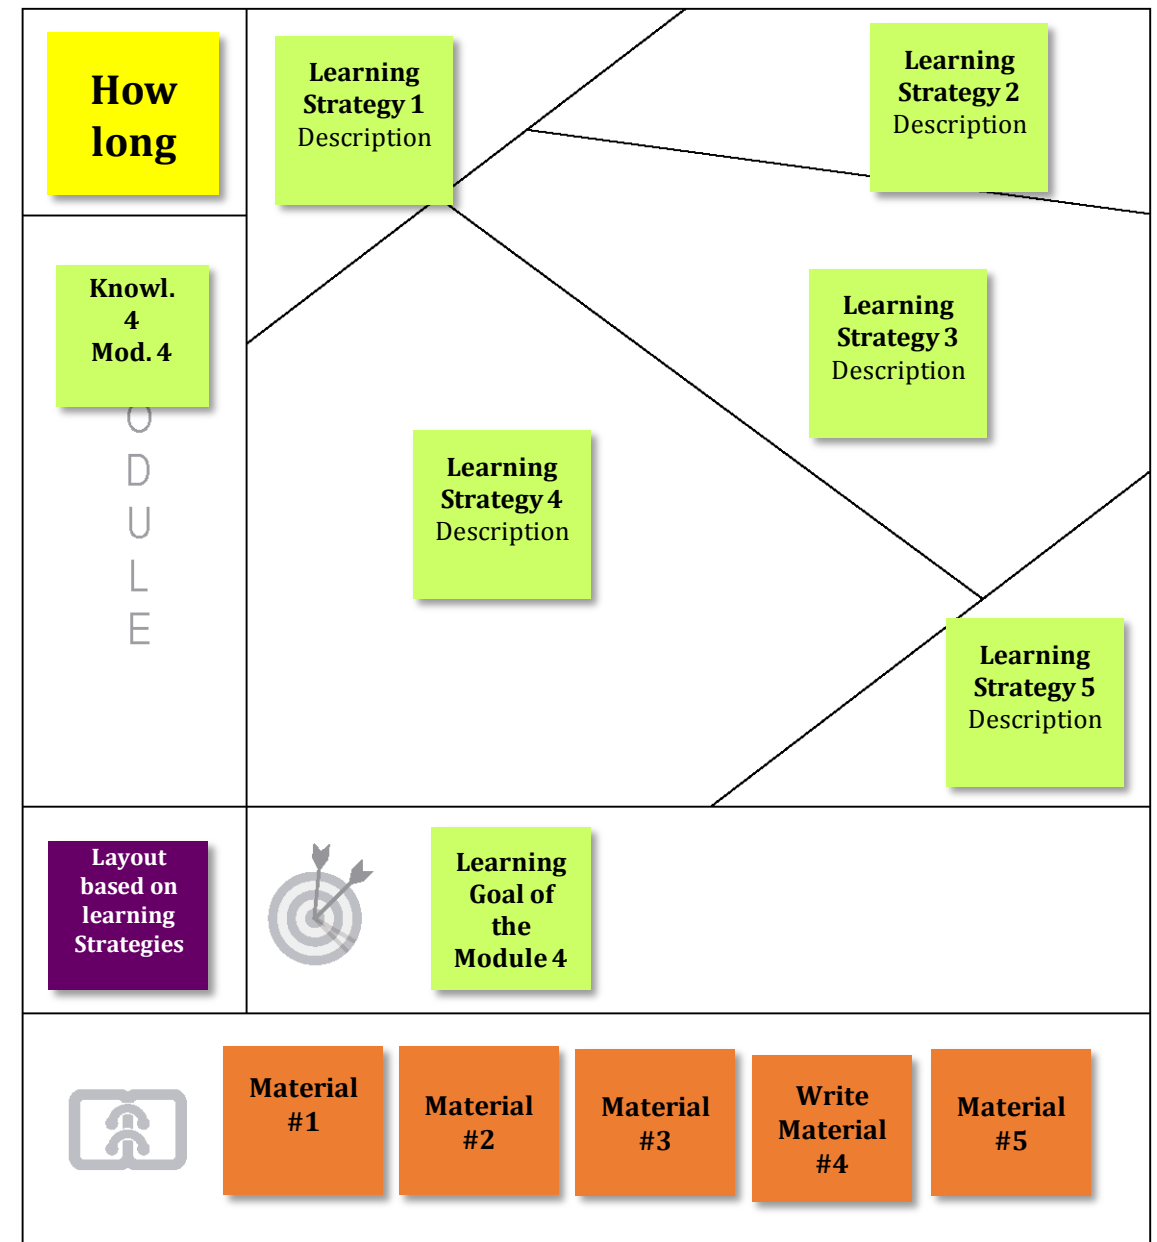 How
long
Learning
Strategy 1
Description
Learning
Strategy 2
Description
Knowl.
4
Mod. 4
O
D
U
L
E
Learning
Strategy 3
Description
Learning
Strategy 4
Description
Learning
Strategy 5
Description
Layout
based on
learning
Strategies
Learning
Goal of
the
Module 4
Material
#1
Material
#2
Material
#3
Write
Material
#4
Material
#5